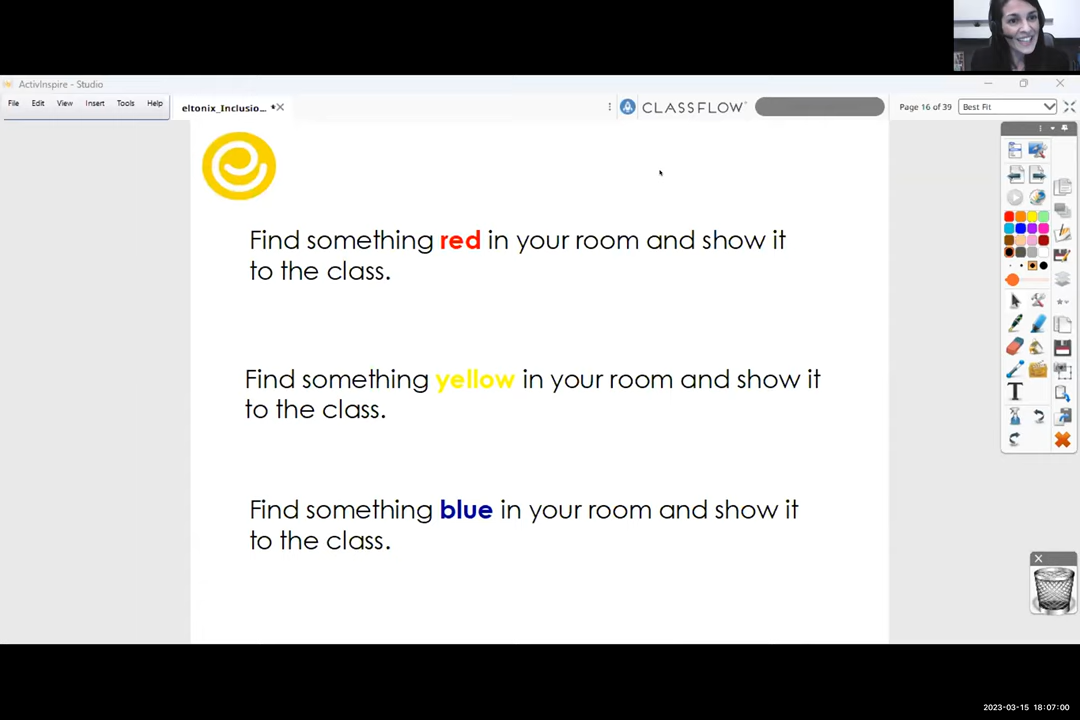 ActivInspire - Studio
File Edit View Insert Tools Help
eltonix_Inclusio... *
CLASSFLOW
Page 16 of 39
Best Fit
Find something red in your room and show it
to the class.
Find something yellow in your room and show it
to the class.
Find something blue in your room and show it
to the class.
T
2023-03-15 18:07:00